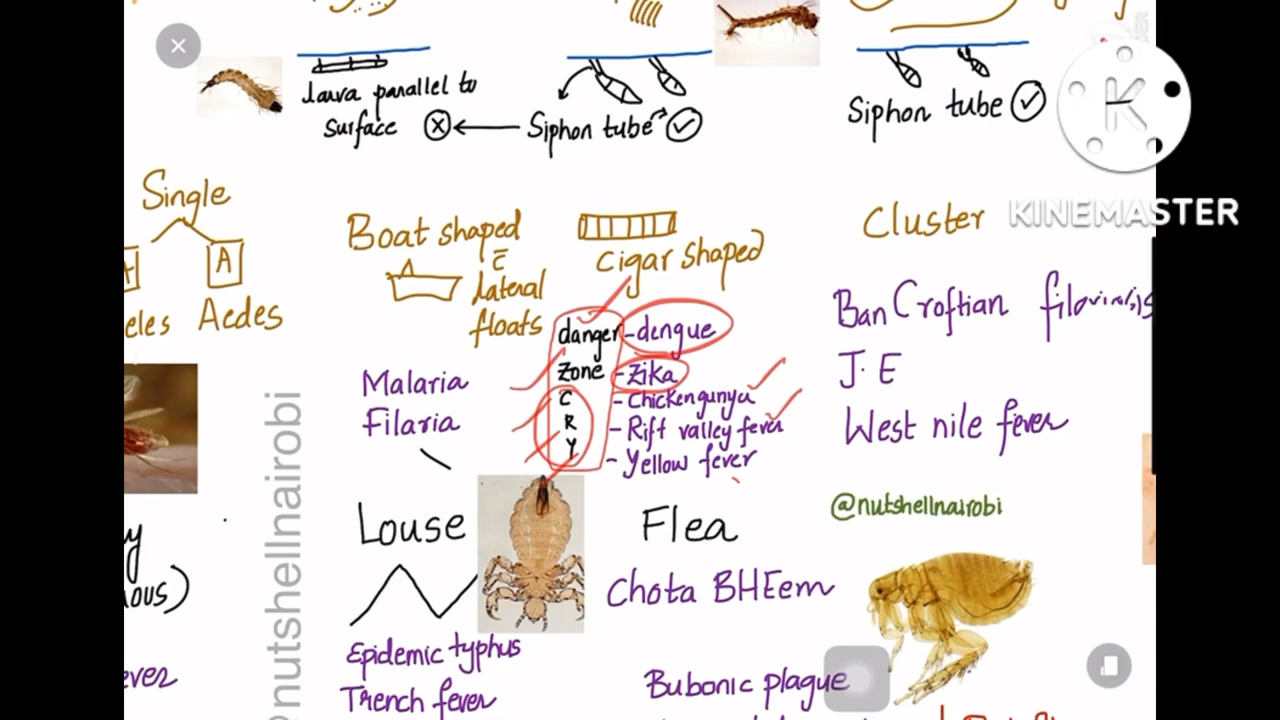 larva parallel to
surface
Siphon tube
Siphon tube
KINEMASTER
Single
A
Aedes
Boat shaped
c̄
lateral
floats
Cigar shaped
Cluster
danger - dengue
Zone - Zika
C - Chickengunya
R - Rift valley fever
Y - Yellow fever
Malaria
Filaria
BanCroftian
J.E
West nile fever
@nutshellnairobi
@nutshellnairobi
Louse
Epidemic typhus
Trench fever
Flea
Chota BHEem
Bubonic plague